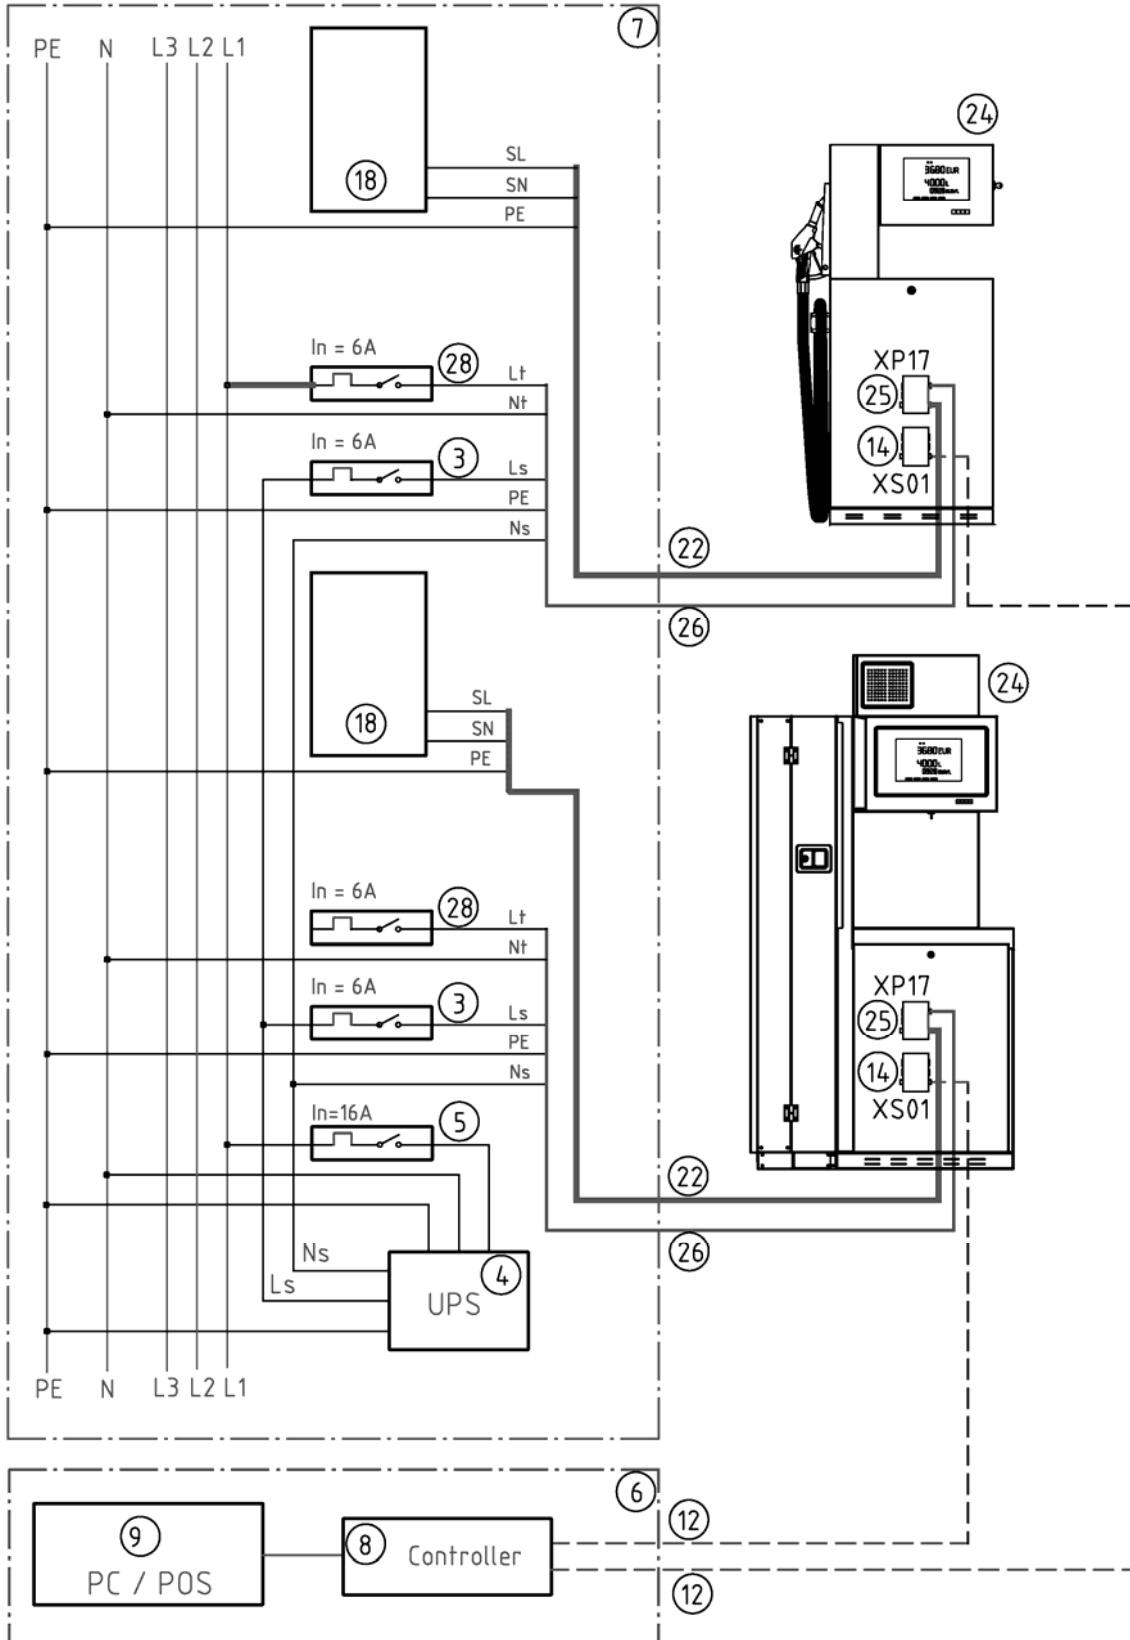 7
PE N L3 L2 L1
24
SL
18
SN
PE
3680 EUR
4000 L
In = 6A
28
Lt
Nt
XP17
25
In = 6A
3
Ls
14
XS01
PE
Ns
22
26
24
SL
18
SN
PE
3680 EUR
4000 L
In = 6A
28
Lt
Nt
XP17
25
In = 6A
3
Ls
PE
14
Ns
XS01
In=16A
5
22
Ns
26
4
Ls
UPS
PE N L3 L2 L1
6
12
9
8
Controller
PC / POS
12